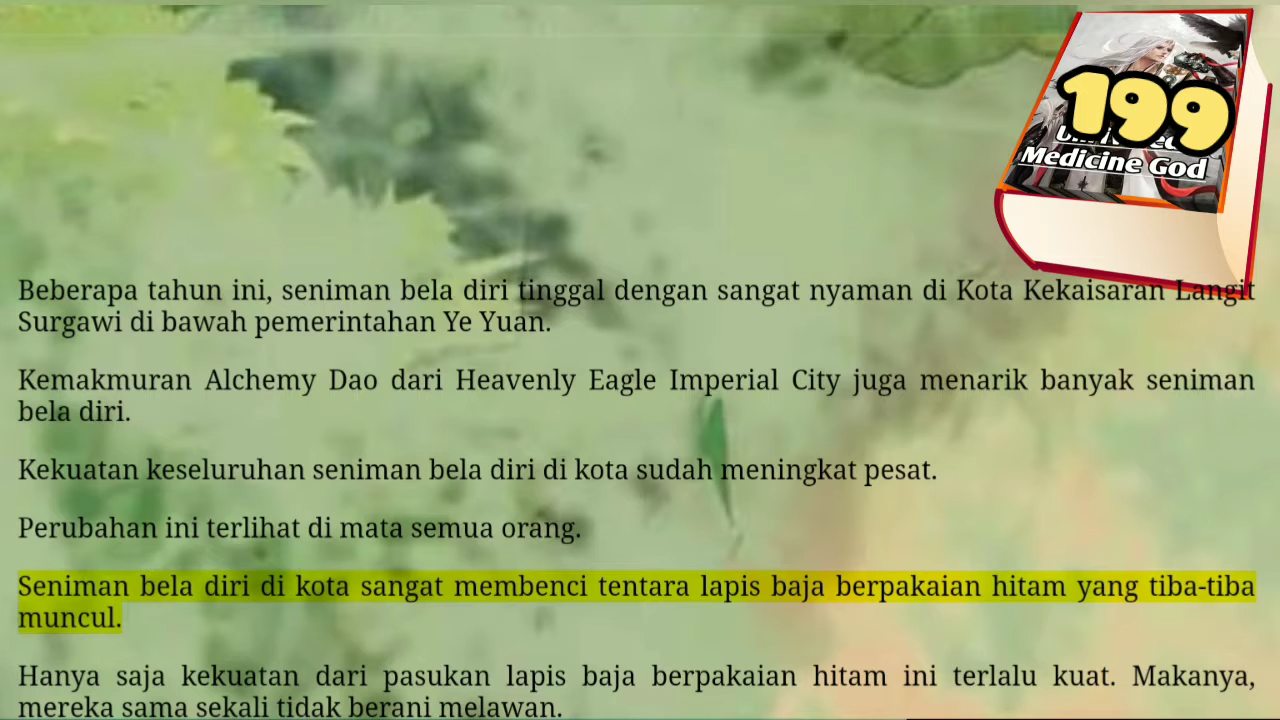 199
Medicine God
Beberapa tahun ini, seniman bela diri tinggal dengan sangat nyaman di Kota Kekaisaran Langit
Surgawi di bawah pemerintahan Ye Yuan.
Kemakmuran Alchemy Dao dari Heavenly Eagle Imperial City juga menarik banyak seniman
bela diri.
Kekuatan keseluruhan seniman bela diri di kota sudah meningkat pesat.
Perubahan ini terlihat di mata semua orang.
Seniman bela diri di kota sangat membenci tentara lapis baja berpakaian hitam yang tiba-tiba
muncul.
Hanya saja kekuatan dari pasukan lapis baja berpakaian hitam ini terlalu kuat. Makanya,
mereka sama sekali tidak berani melawan.